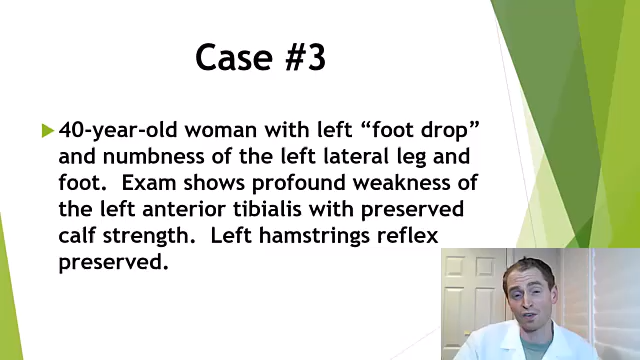 Case #3
40-year-old woman with left “foot drop”
and numbness of the left lateral leg and
foot.  Exam shows profound weakness of
the left anterior tibialis with preserved
calf strength.  Left hamstrings reflex
preserved.